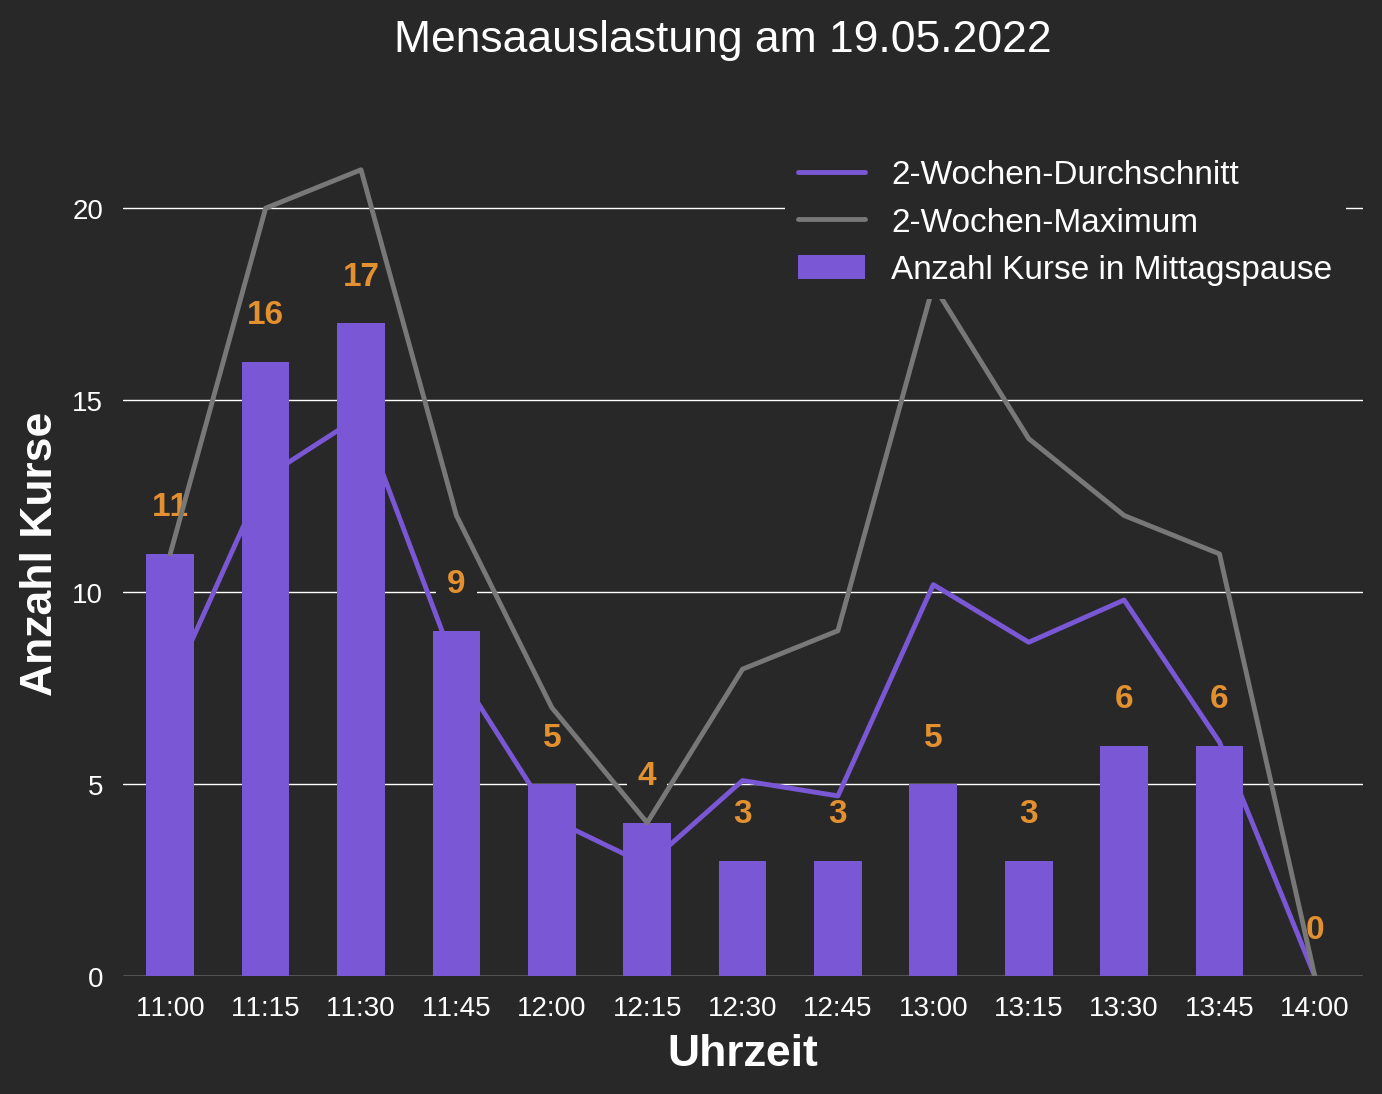 Mensaauslastung am 19.05.2022
2-Wochen-Durchschnitt
2-Wochen-Maximum
Anzahl Kurse in Mittagspause
Anzahl Kurse
20
15
10
5
0
11
16
17
9
5
4
3
3
5
3
6
6
0
11:00 11:15 11:30 11:45 12:00 12:15 12:30 12:45 13:00 13:15 13:30 13:45 14:00
Uhrzeit